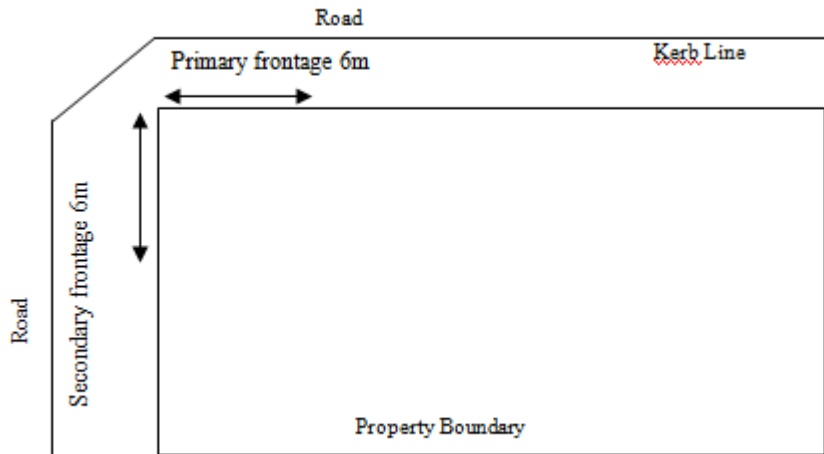 Road
Kerb Line
Primary frontage 6m
Secondary frontage 6m
Road
Property Boundary